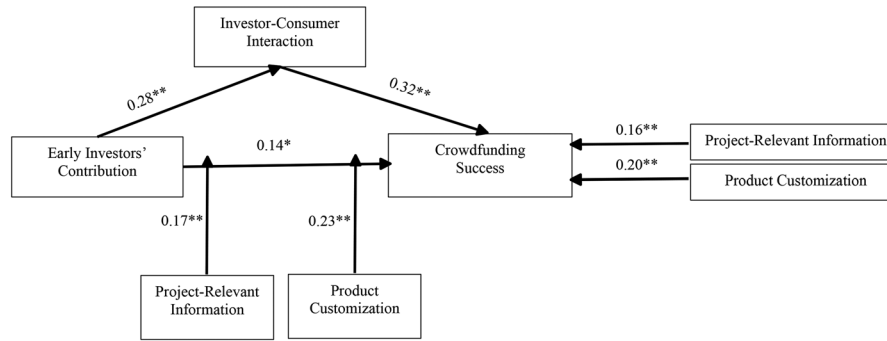 Investor-Consumer
Interaction
0.28**
0.32**
Early Investors'
Contribution
0.14*
Crowdfunding
Success
0.16**
Project-Relevant Information
0.20**
Product Customization
0.17**
0.23**
Project-Relevant
Information
Product
Customization